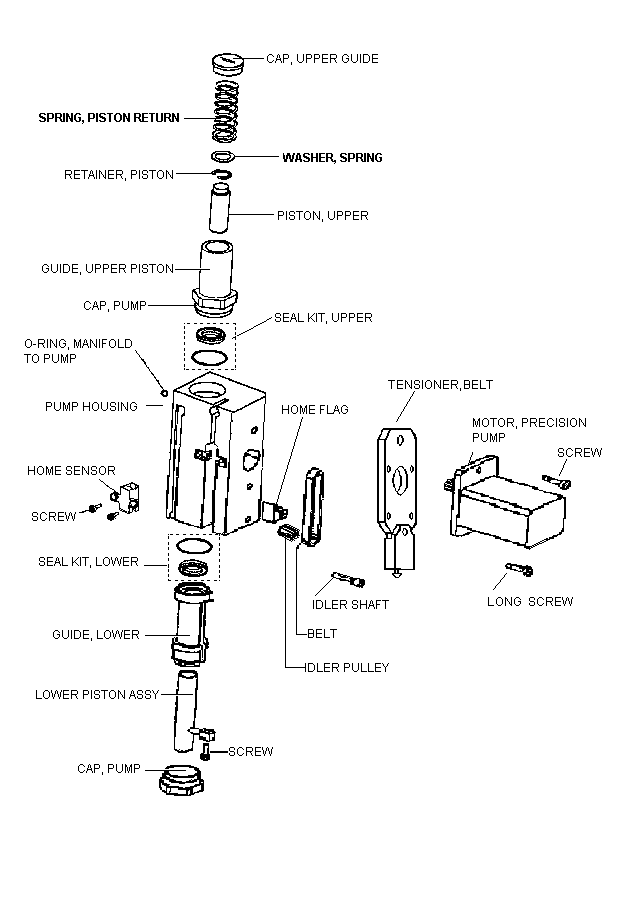 CAP, UPPER GUIDE
SPRING, PISTON RETURN
WASHER, SPRING
RETAINER, PISTON
PISTON, UPPER
GUIDE, UPPER PISTON
CAP, PUMP
SEAL KIT, UPPER
O-RING, MANIFOLD
TO PUMP
TENSIONER, BELT
PUMP HOUSING
HOME FLAG
MOTOR, PRECISION
PUMP
SCREW
HOME SENSOR
SCREW
SEAL KIT, LOWER
IDLER SHAFT
LONG SCREW
GUIDE, LOWER
BELT
IDLER PULLEY
LOWER PISTON ASSY
SCREW
CAP, PUMP